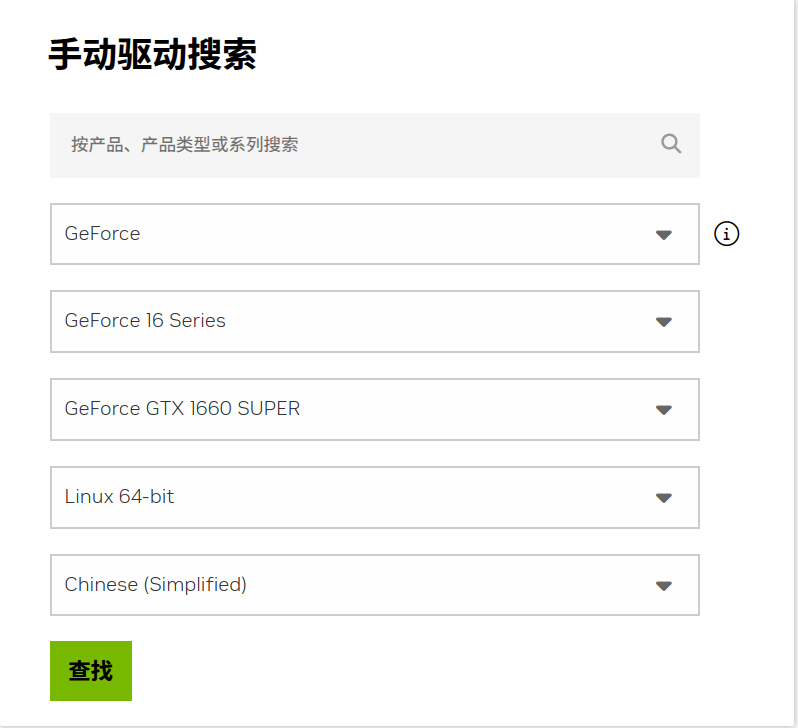 手动驱动搜索
按产品、产品类型或系列搜索
GeForce
GeForce 16 Series
GeForce GTX 1660 SUPER
Linux 64-bit
Chinese (Simplified)
查找